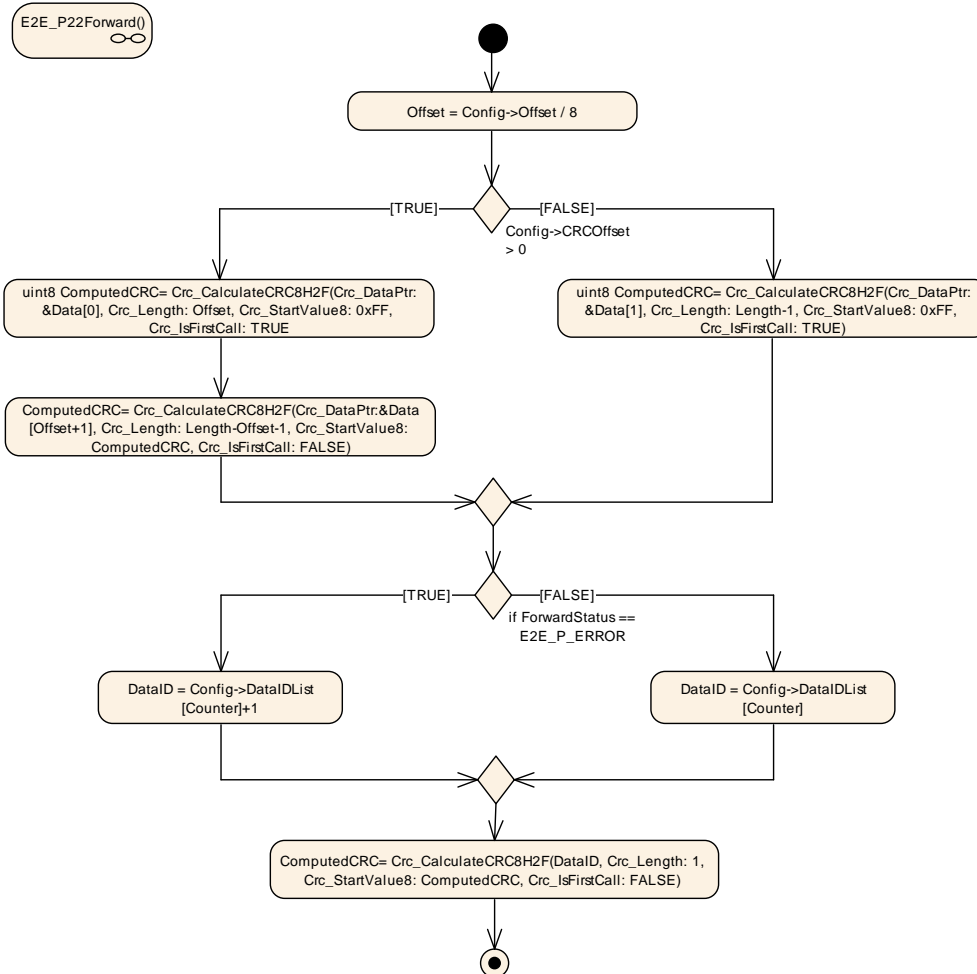 E2E_P22Forward()
Offset = Config->Offset / 8
[TRUE]
[FALSE]
Config->CRCOffset
> 0
uint8 ComputedCRC= Crc_CalculateCRC8H2F(Crc_DataPtr:
&Data[0], Crc_Length: Offset, Crc_StartValue8: 0xFF,
Crc_IsFirstCall: TRUE
uint8 ComputedCRC= Crc_CalculateCRC8H2F(Crc_DataPtr:
&Data[1], Crc_Length: Length-1, Crc_StartValue8: 0xFF,
Crc_IsFirstCall: TRUE)
ComputedCRC= Crc_CalculateCRC8H2F(Crc_DataPtr:&Data
[Offset+1], Crc_Length: Length-Offset-1, Crc_StartValue8:
ComputedCRC, Crc_IsFirstCall: FALSE)
[TRUE]
[FALSE]
if ForwardStatus ==
E2E_P_ERROR
DataID = Config->DataIDList
[Counter]+1
DataID = Config->DataIDList
[Counter]
ComputedCRC= Crc_CalculateCRC8H2F(DataID, Crc_Length: 1,
Crc_StartValue8: ComputedCRC, Crc_IsFirstCall: FALSE)